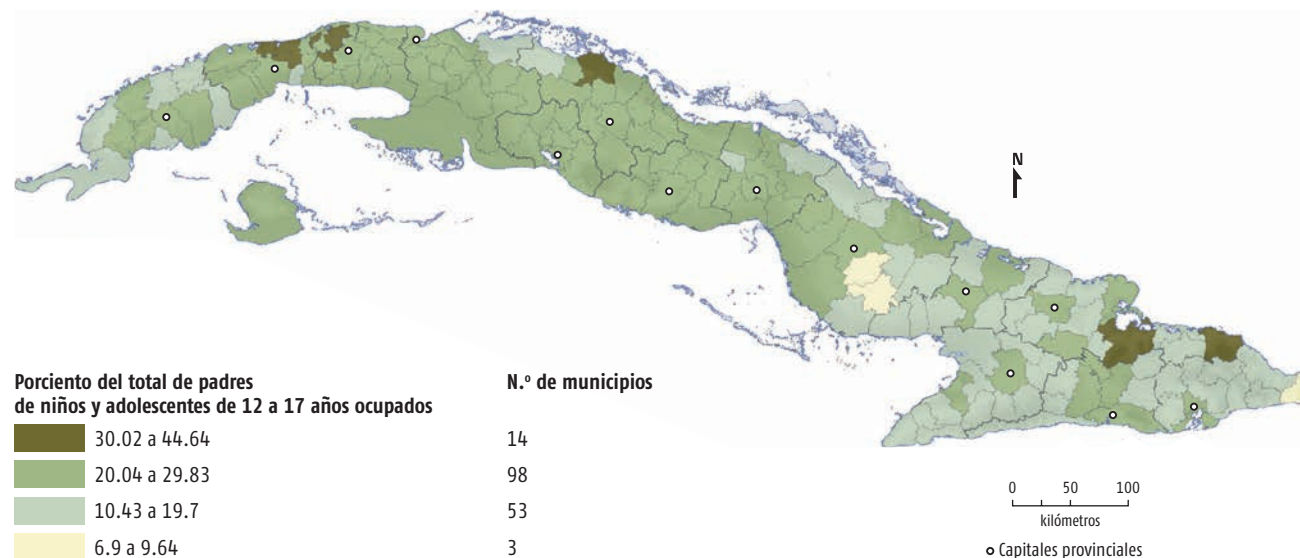 N
Porciento del total de padres
de niños y adolescentes de 12 a 17 años ocupados
N.º de municipios
30.02 a 44.64 14
20.04 a 29.83 98
10.43 a 19.7 53
6.9 a 9.64 3
0 50 100
kilómetros
Capitales provinciales